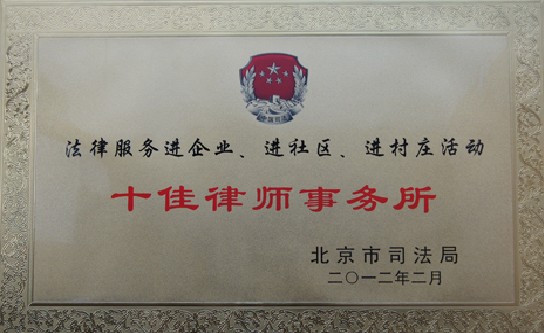 法律服务进企业、进社区、进村庄活动
十佳律师事务所
北京市司法局
二〇一二年二月